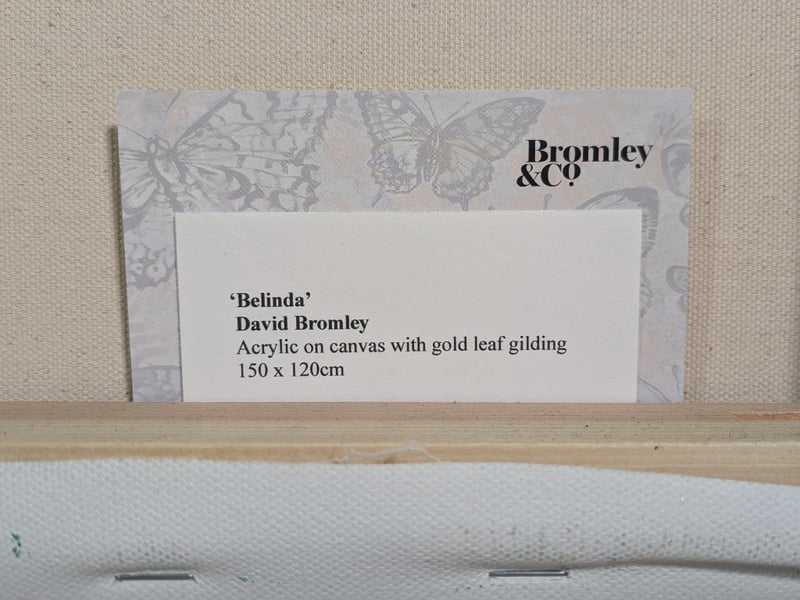 Bromley
&Co
‘Belinda’
David Bromley
Acrylic on canvas with gold leaf gilding
150 x 120cm